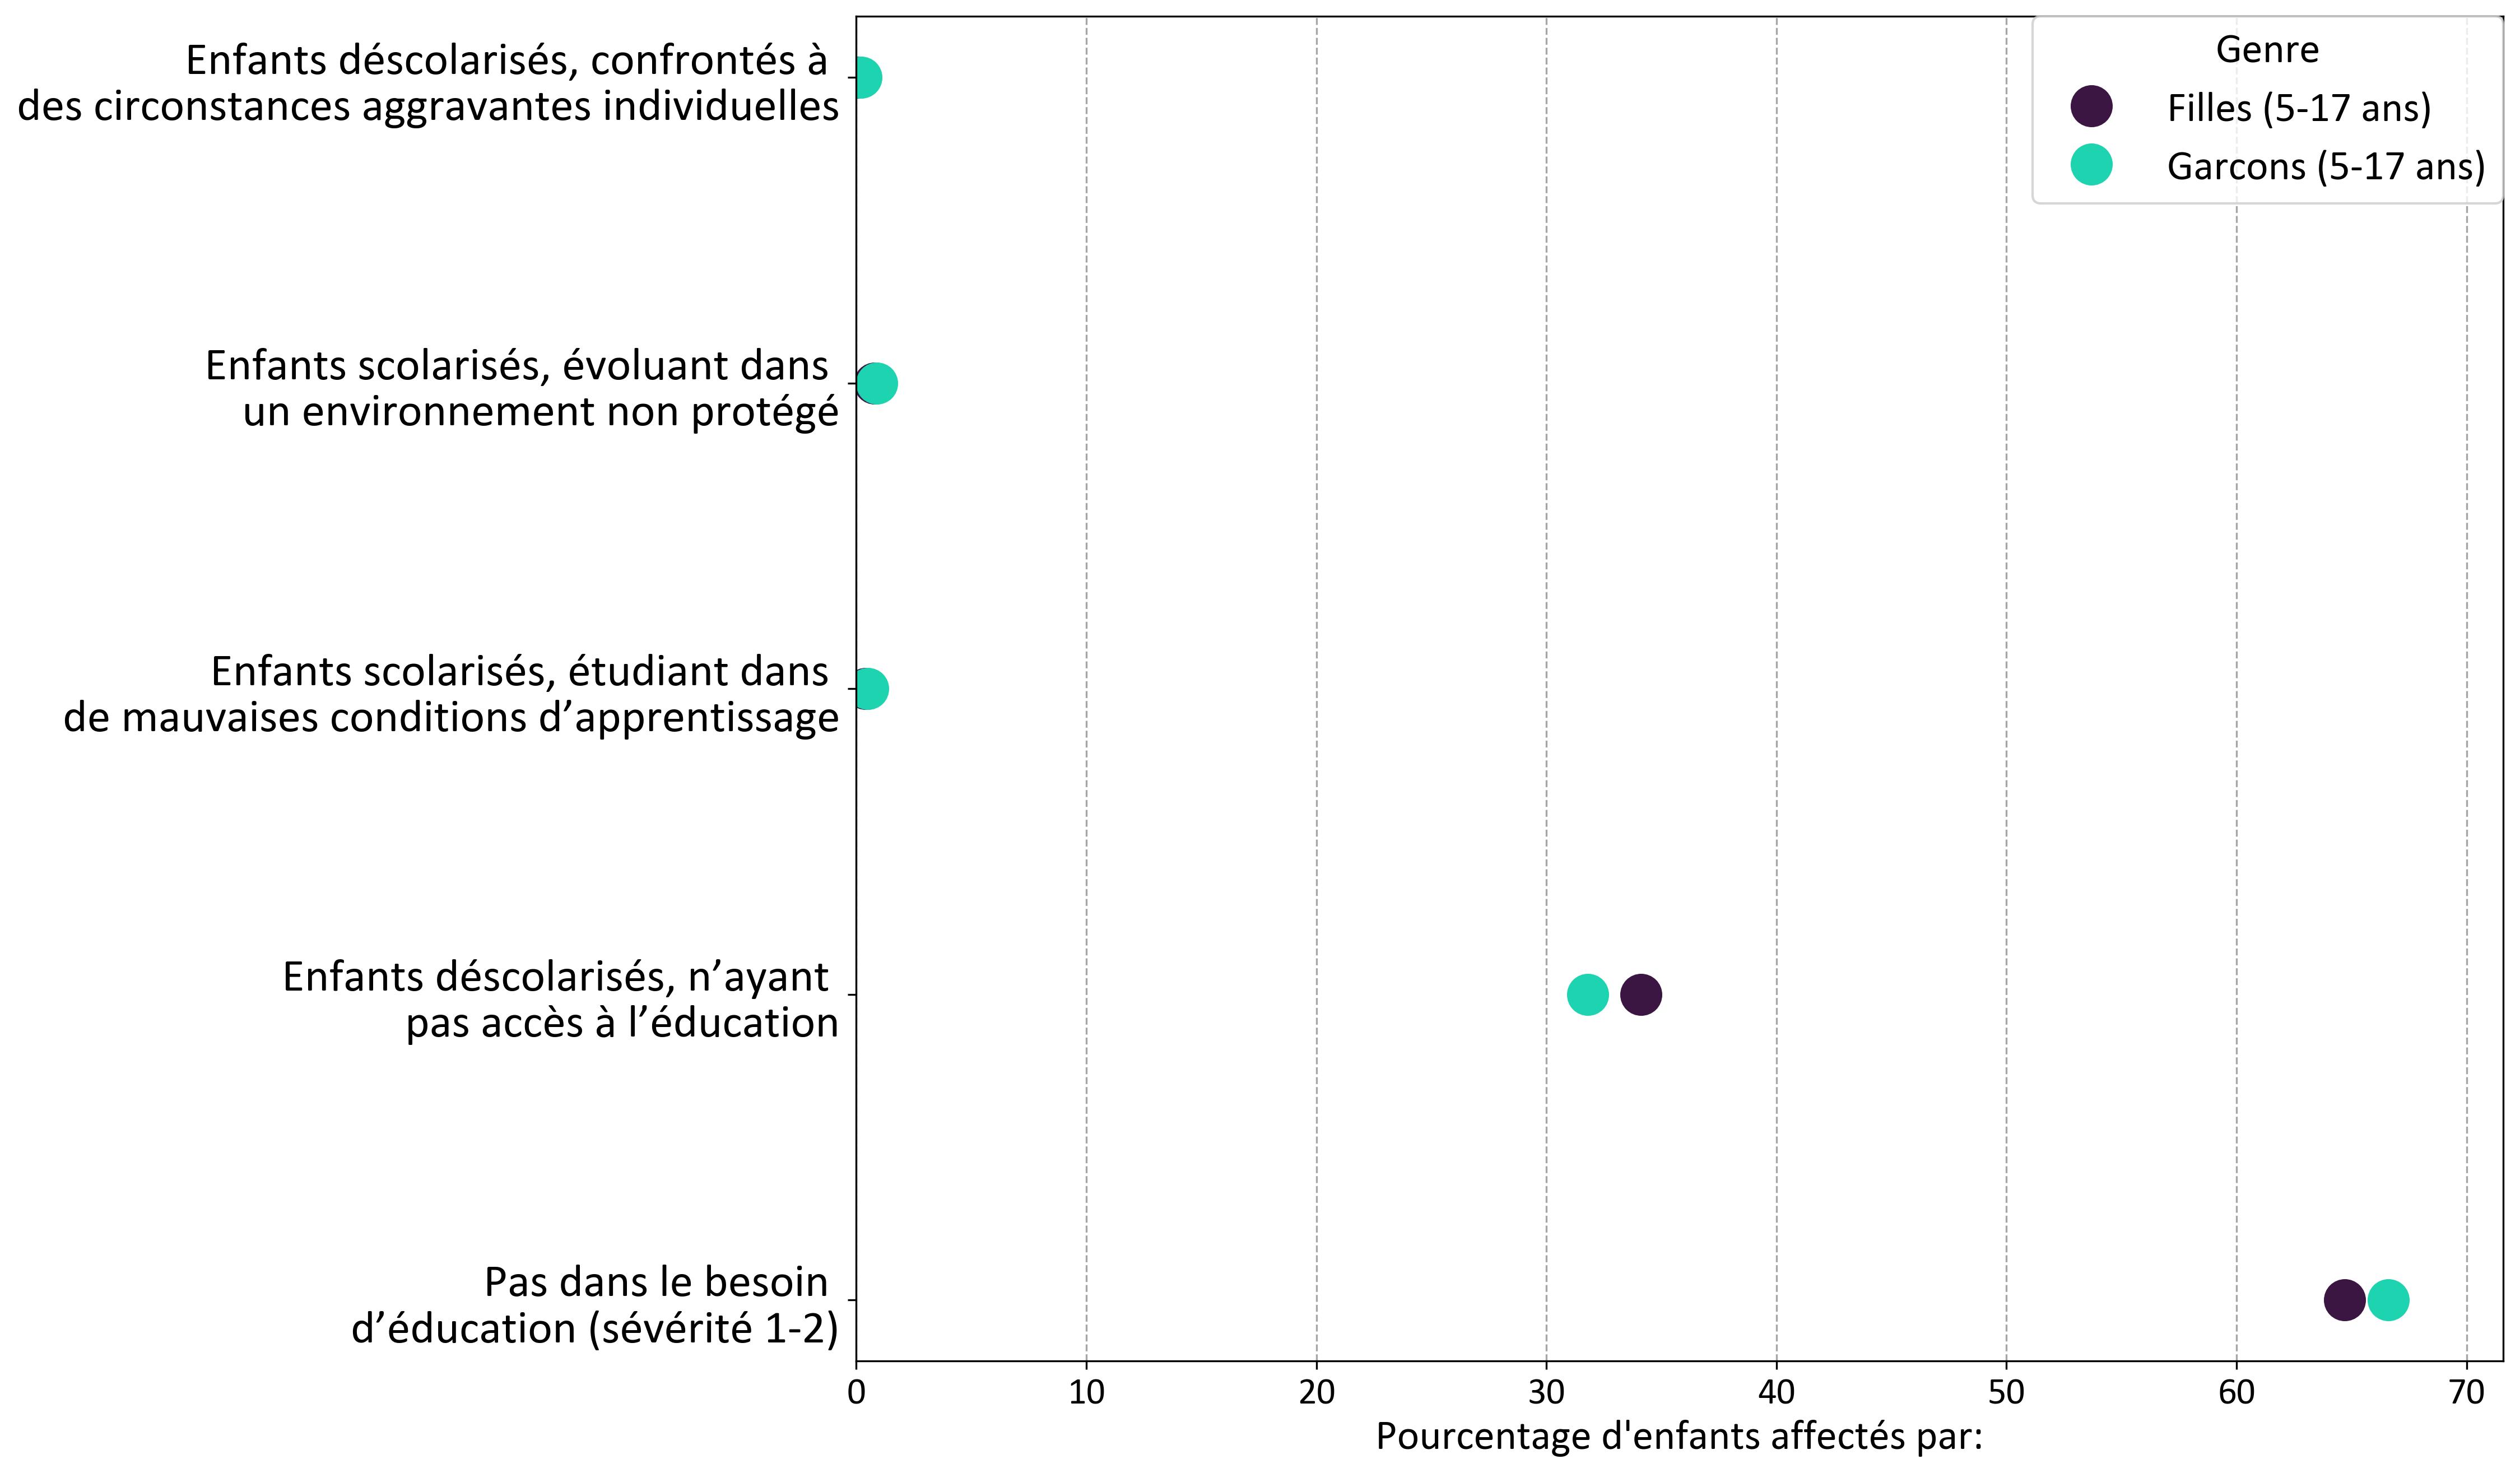 Enfants déscolarisés, confrontés à
des circonstances aggravantes individuelles
Enfants scolarisés, évoluant dans
un environnement non protégé
Enfants scolarisés, étudiant dans
de mauvaises conditions d’apprentissage
Enfants déscolarisés, n’ayant
pas accès à l’éducation
Pas dans le besoin
d’éducation (sévérité 1-2)
Genre
Filles (5-17 ans)
Garcons (5-17 ans)
0 10 20 30 40 50 60 70
Pourcentage d'enfants affectés par: